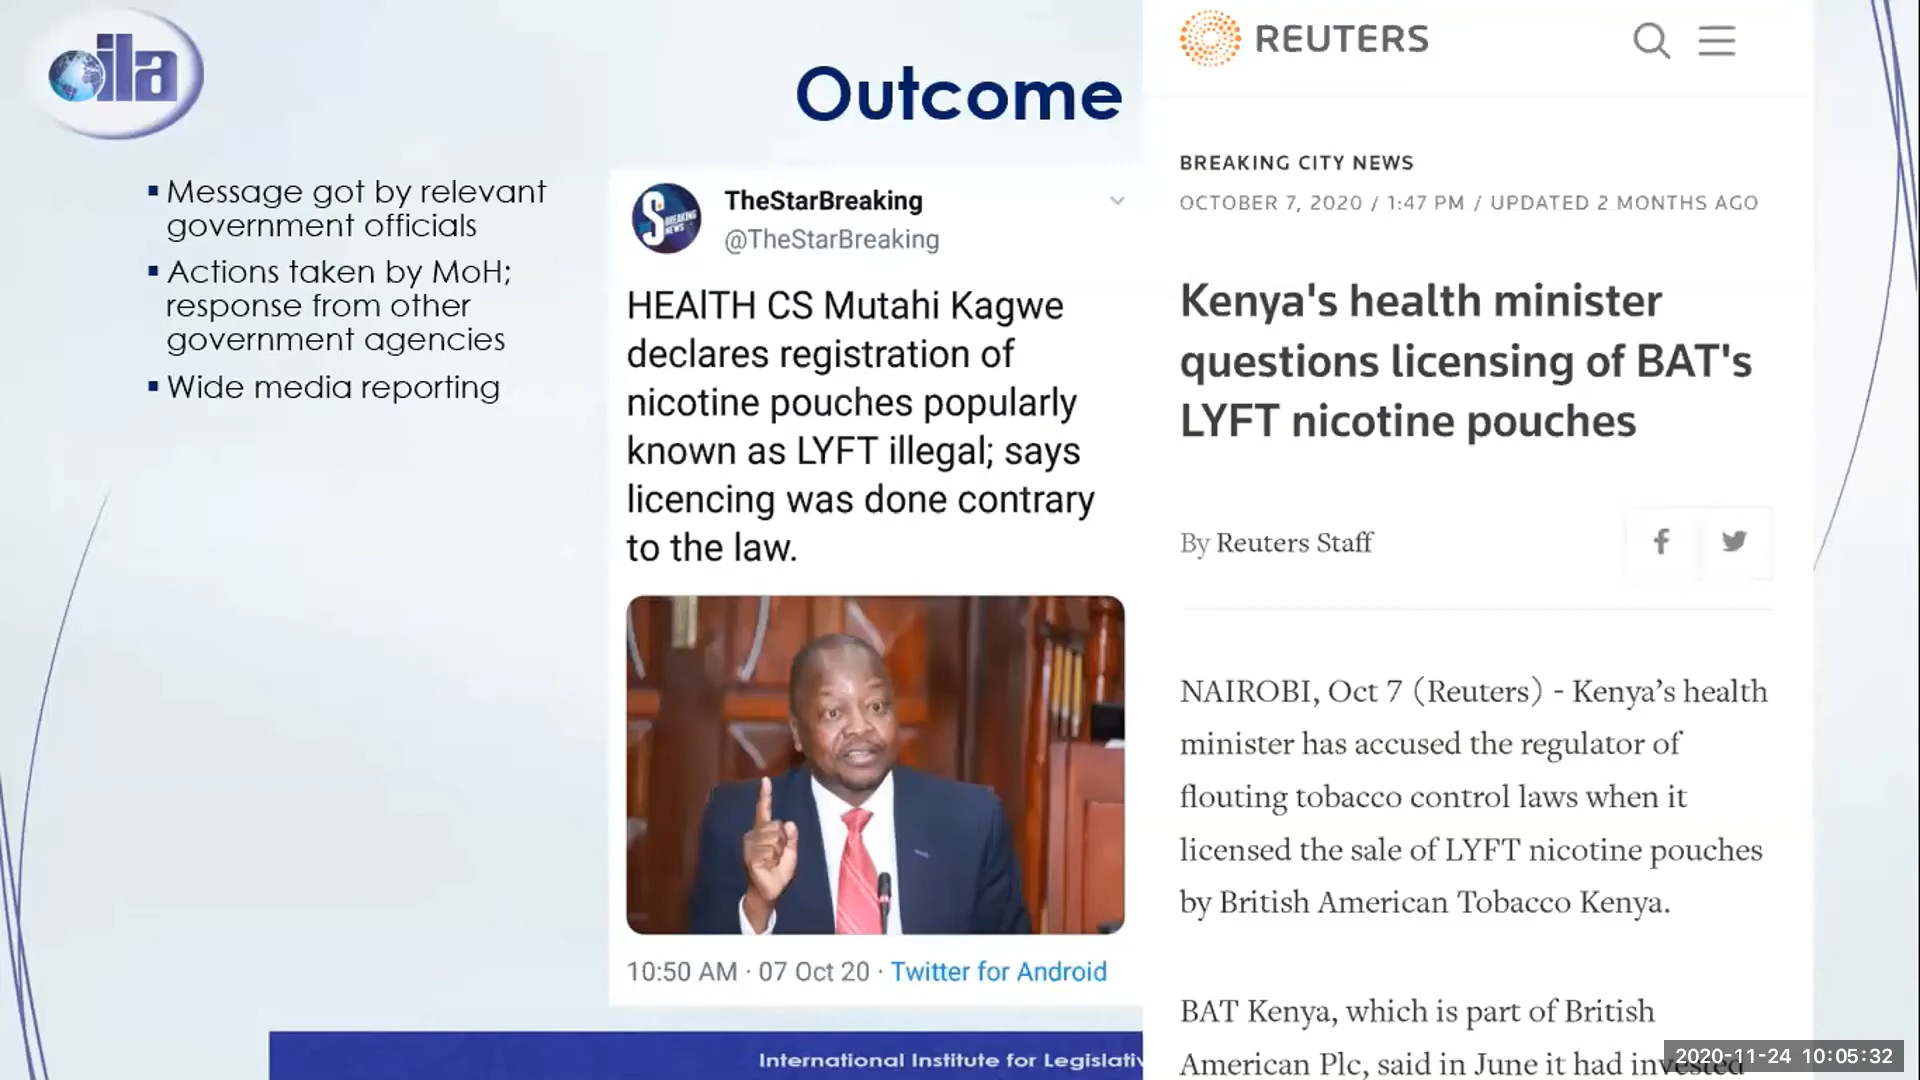 ila
Outcome
▪ Message got by relevant
government officials
▪ Actions taken by MoH;
response from other
government agencies
▪ Wide media reporting
S BREAKING NEWS
TheStarBreaking
@TheStarBreaking
HEAlTH CS Mutahi Kagwe
declares registration of
nicotine pouches popularly
known as LYFT illegal; says
licencing was done contrary
to the law.
10:50 AM · 07 Oct 20 · Twitter for Android
REUTERS
BREAKING CITY NEWS
OCTOBER 7, 2020 / 1:47 PM / UPDATED 2 MONTHS AGO
Kenya's health minister
questions licensing of BAT's
LYFT nicotine pouches
By Reuters Staff
NAIROBI, Oct 7 (Reuters) - Kenya’s health
minister has accused the regulator of
flouting tobacco control laws when it
licensed the sale of LYFT nicotine pouches
by British American Tobacco Kenya.
BAT Kenya, which is part of British
American Plc, said in June it had invested
International Institute for
2020-11-24 10:05:32